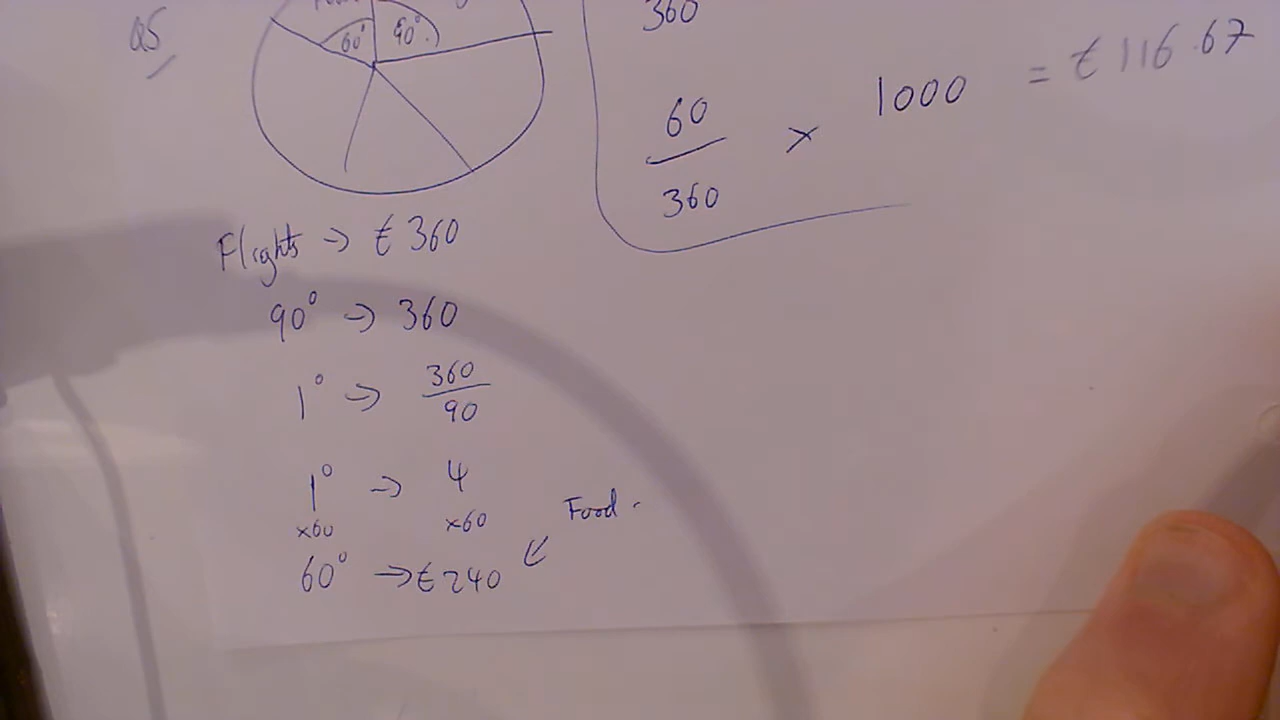 Q5
60° 90°.
Flights → € 360
90° → 360
1° → 360
90
1° → 4
×60 ×60
60° → € 240
Food.
360
60
360
× 1000 = € 116.67